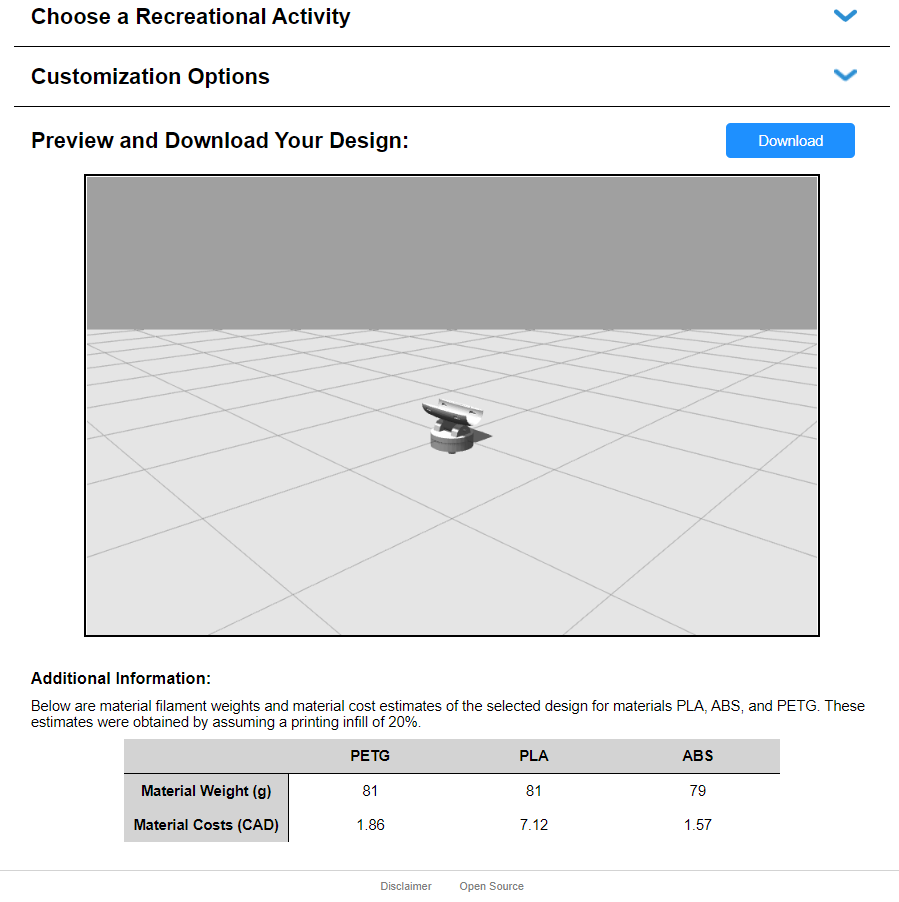 Choose a Recreational Activity
Customization Options
Preview and Download Your Design:
Download
Additional Information:
Below are material filament weights and material cost estimates of the selected design for materials PLA, ABS, and PETG. These
estimates were obtained by assuming a printing infill of 20%.
PETG PLA ABS
Material Weight (g) 81 81 79
Material Costs (CAD) 1.86 7.12 1.57
Disclaimer Open Source